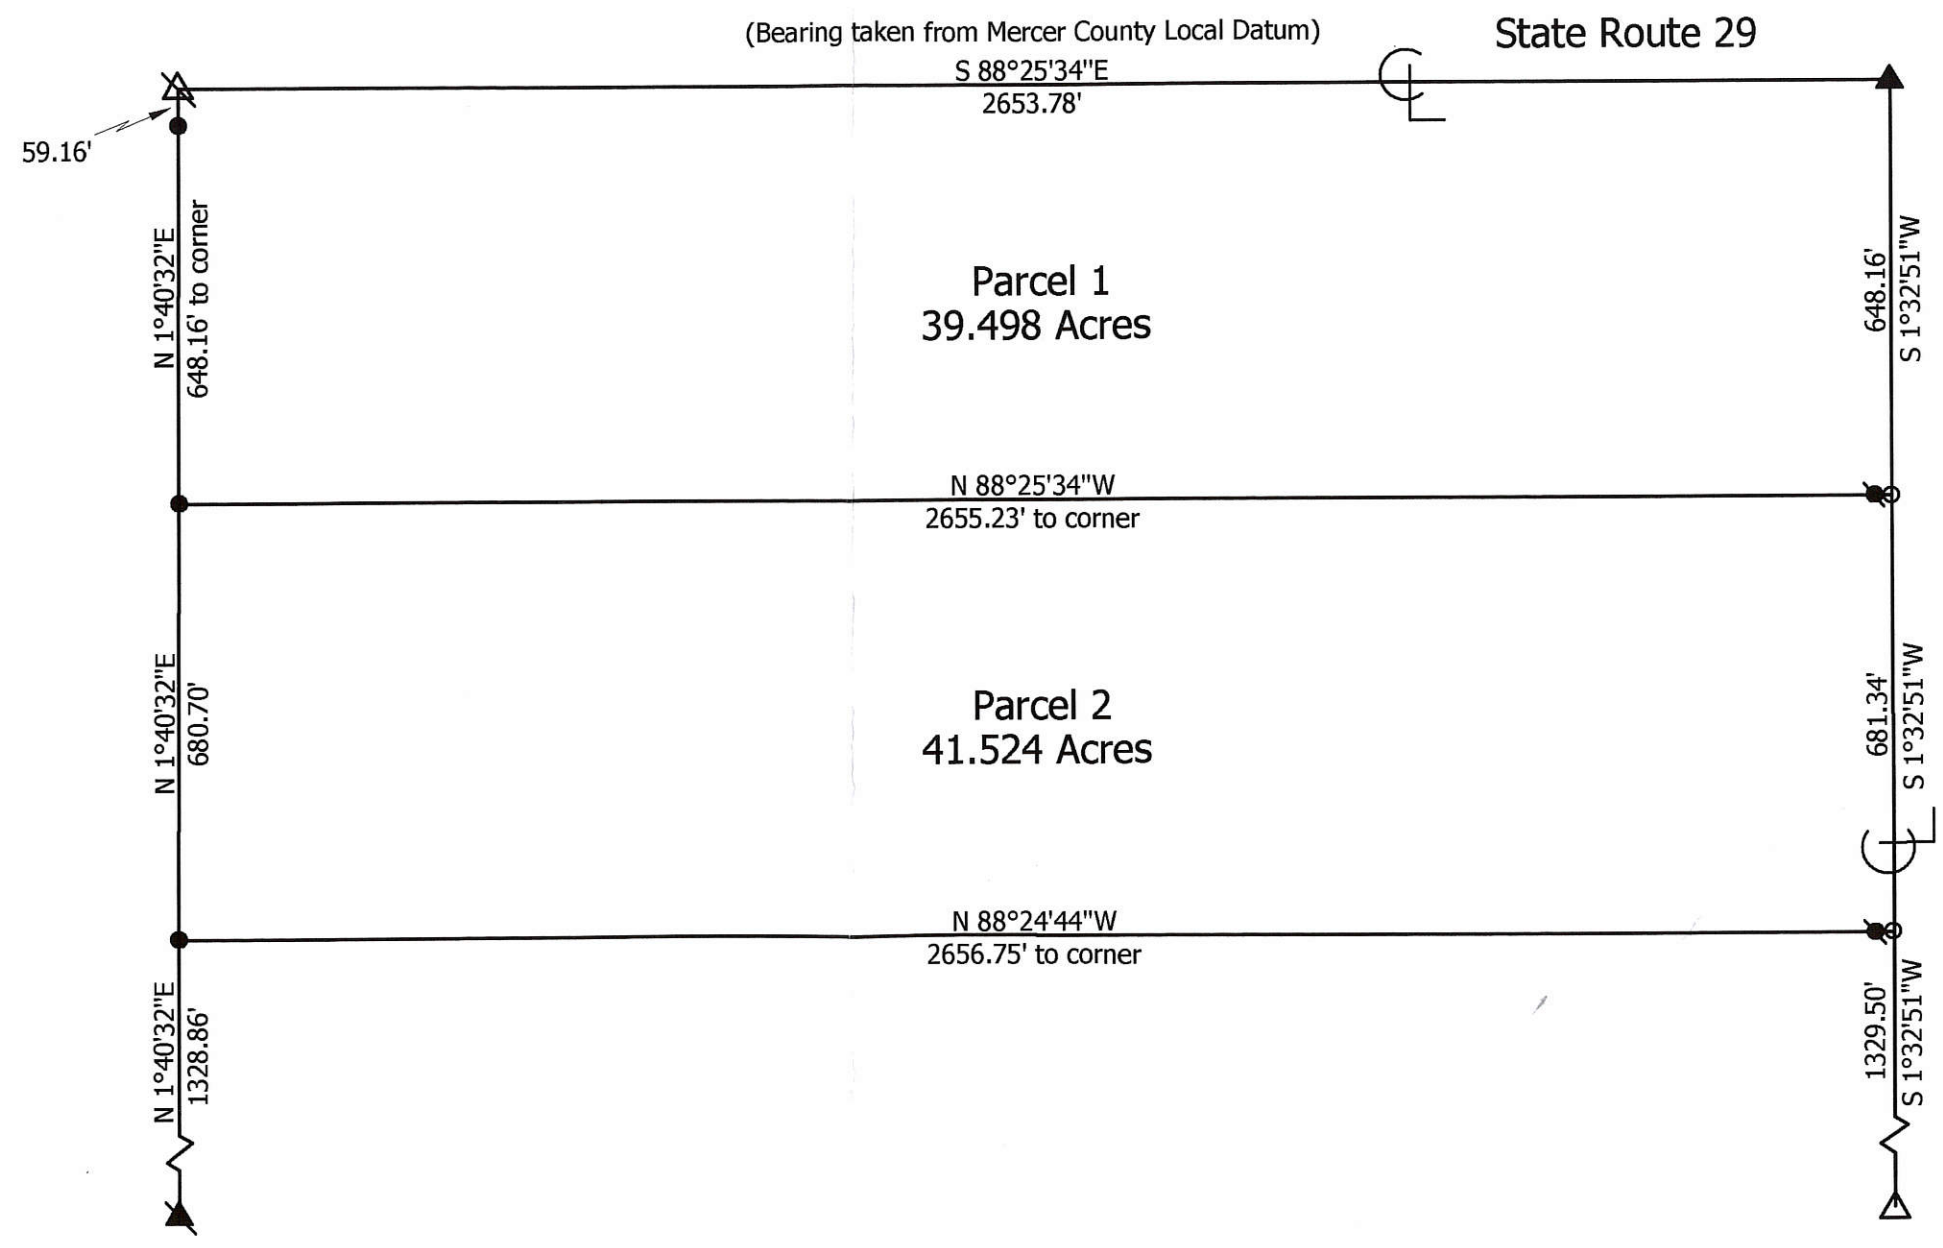 (Bearing taken from Mercer County Local Datum)
State Route 29
S 88°25'34"E
2653.78'
59.16'
N 1°40'32"E
648.16' to corner
Parcel 1
39.498 Acres
648.16'
S 1°32'51"W
N 88°25'34"W
2655.23' to corner
N 1°40'32"E
680.70'
Parcel 2
41.524 Acres
681.34'
S 1°32'51"W
N 88°24'44"W
2656.75' to corner
N 1°40'32"E
1328.86'
1329.50'
S 1°32'51"W